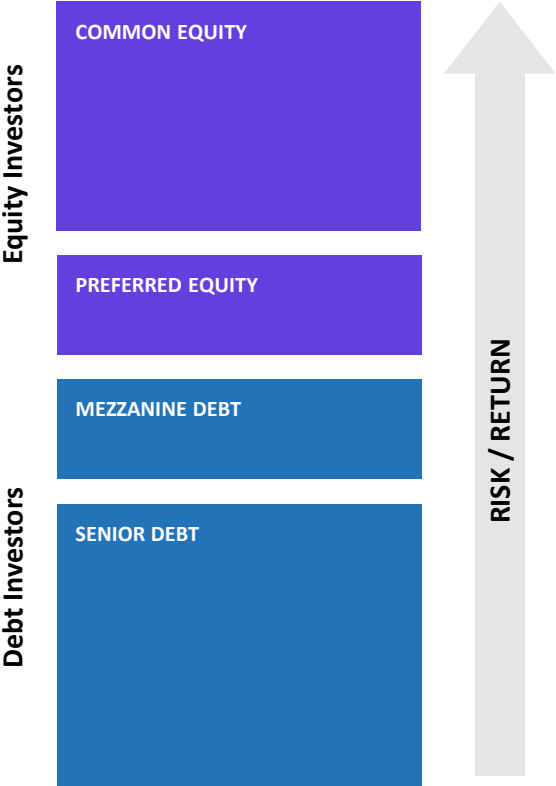 COMMON EQUITY
Equity Investors
PREFERRED EQUITY
MEZZANINE DEBT
RISK / RETURN
SENIOR DEBT
Debt Investors